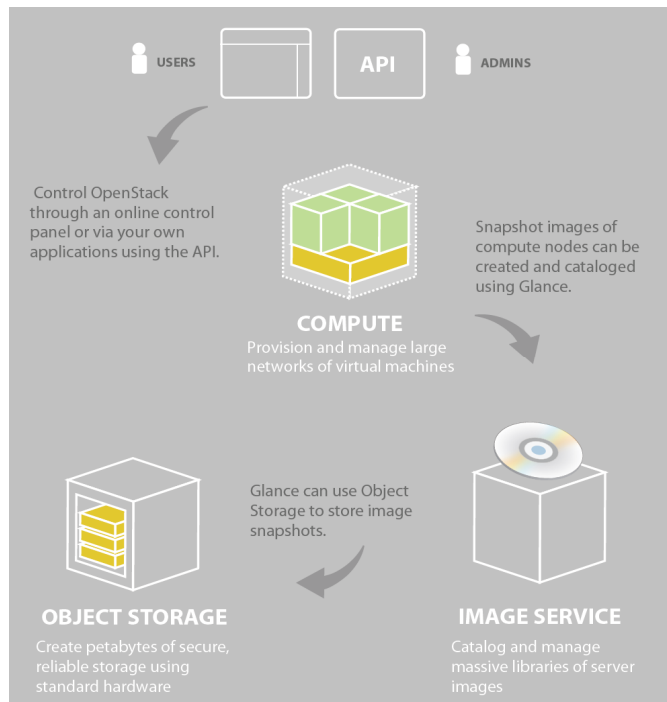 USERS
API
ADMINS
Control OpenStack
through an online control
panel or via your own
applications using the API.
Snapshot images of
compute nodes can be
created and cataloged
using Glance.
COMPUTE
Provision and manage large
networks of virtual machines
Glance can use Object
Storage to store image
snapshots.
OBJECT STORAGE
Create petabytes of secure,
reliable storage using
standard hardware
IMAGE SERVICE
Catalog and manage
massive libraries of server
images